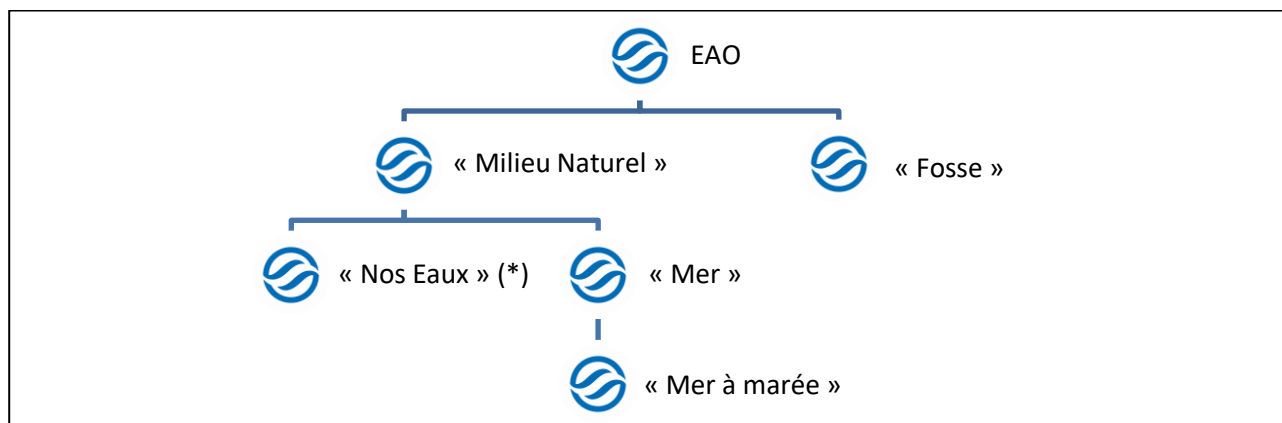 EAO
« Milieu Naturel »
« Fosse »
« Nos Eaux » (*)
« Mer »
« Mer à marée »